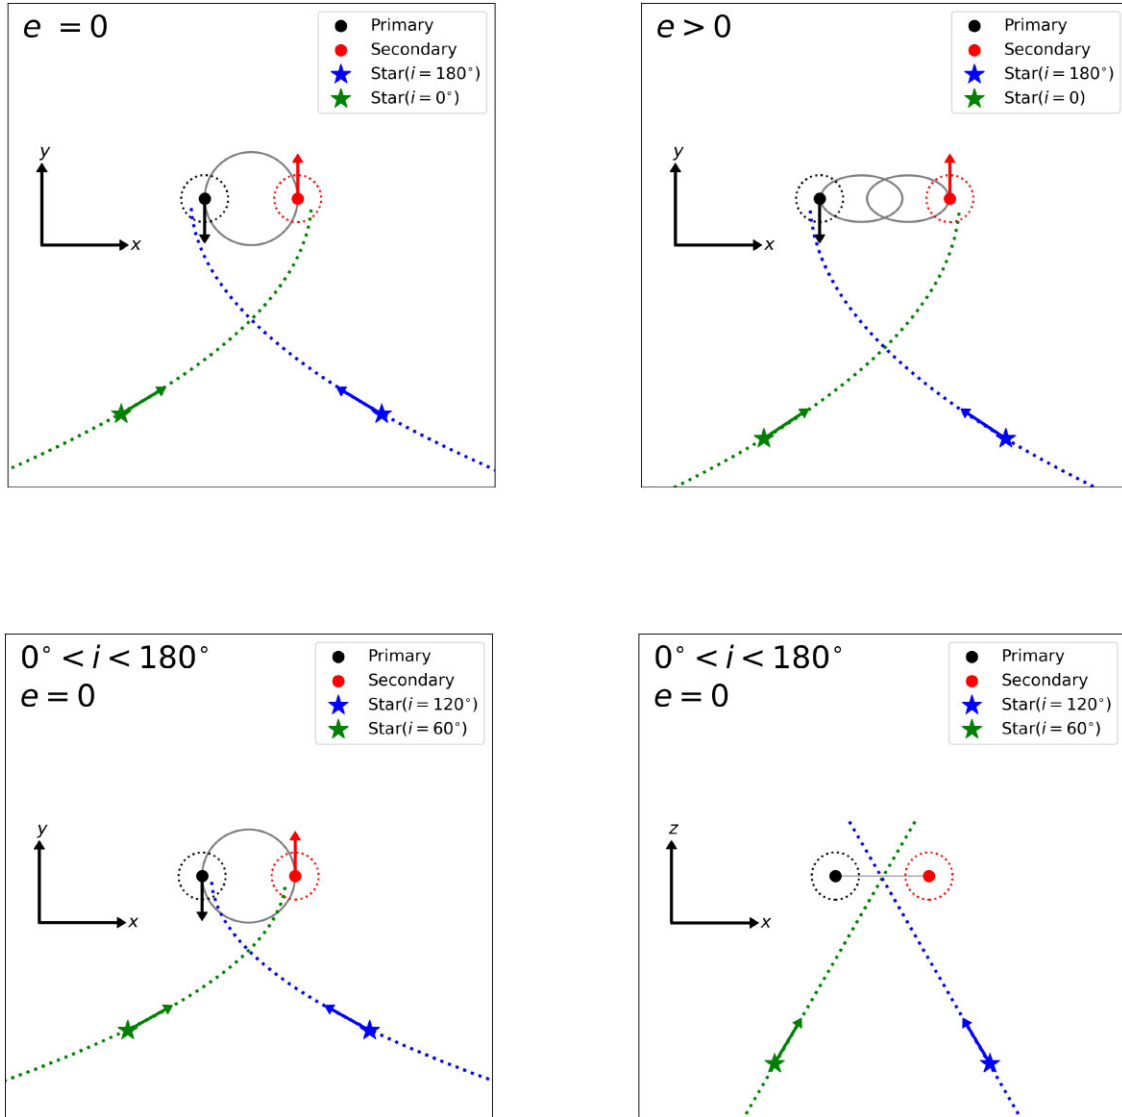 e = 0
Primary
Secondary
Star(i = 180°)
Star(i = 0°)
y
x
e > 0
Primary
Secondary
Star(i = 180°)
Star(i = 0)
y
x
0° < i < 180°
e = 0
Primary
Secondary
Star(i = 120°)
Star(i = 60°)
y
x
0° < i < 180°
e = 0
Primary
Secondary
Star(i = 120°)
Star(i = 60°)
z
x